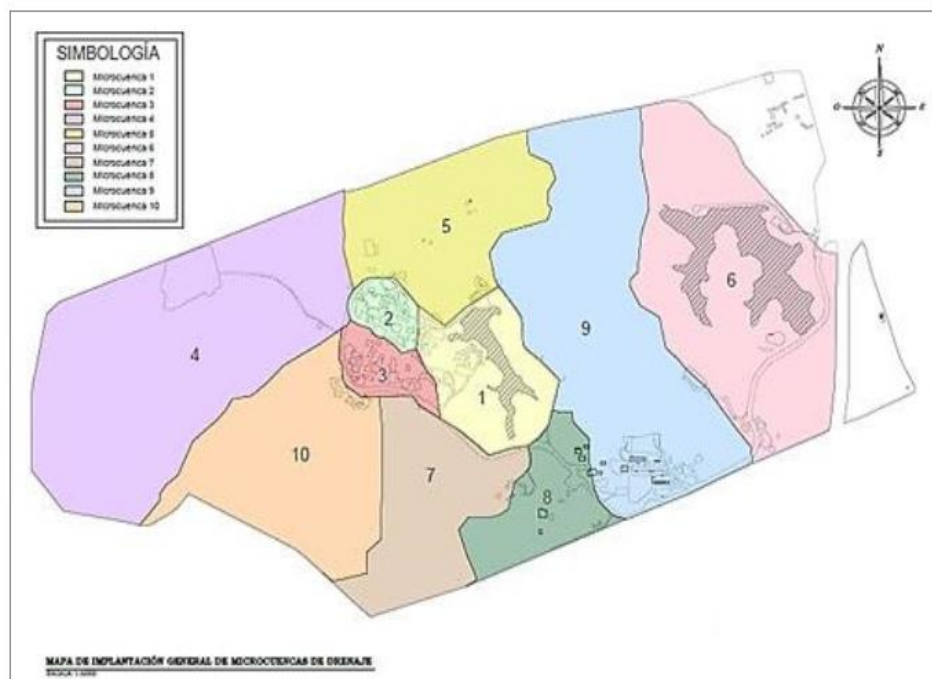 SIMBOLOGÍA
Microcuenca 1
Microcuenca 2
Microcuenca 3
Microcuenca 4
Microcuenca 5
Microcuenca 6
Microcuenca 7
Microcuenca 8
Microcuenca 9
Microcuenca 10
N
O
E
S
5
6
2
9
4
3
1
10
7
8
MAPA DE IMPLANTACIÓN GENERAL DE MICROCUENCAS DE DRENAJE